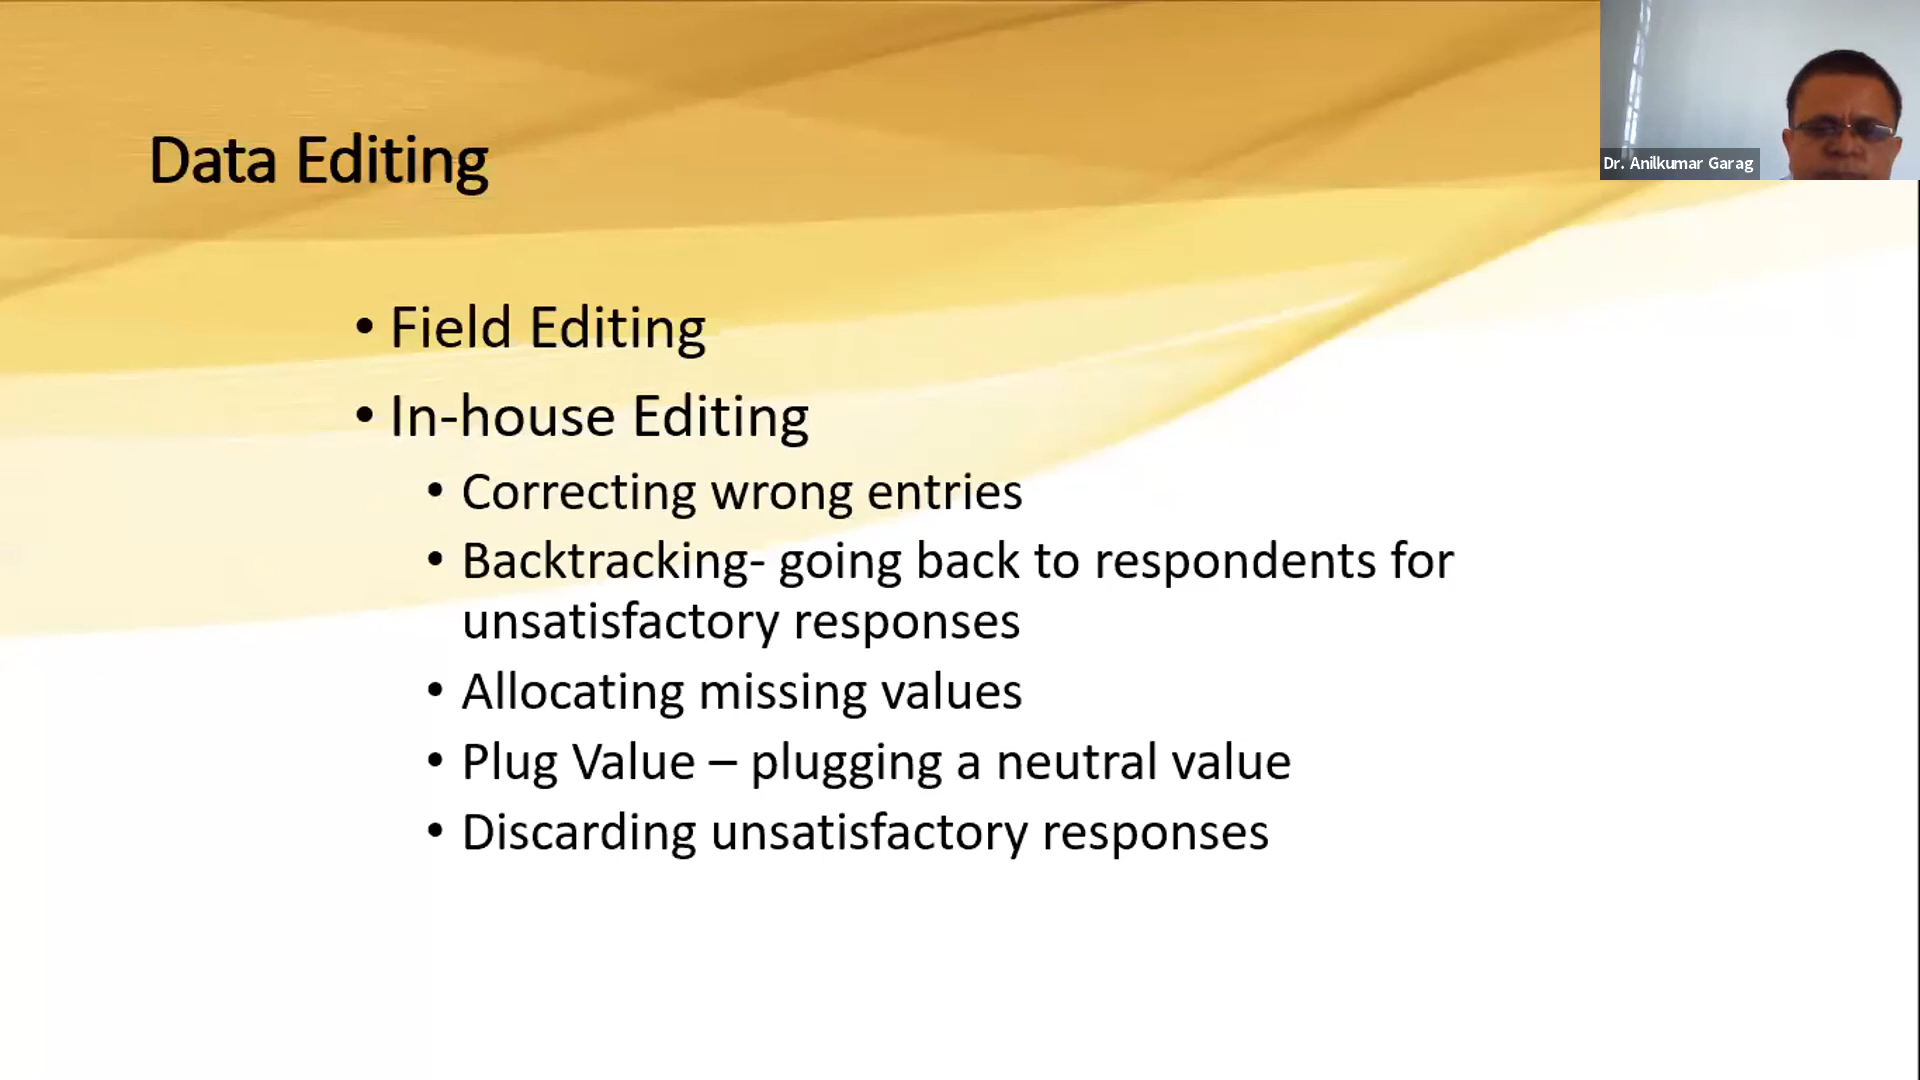 Data Editing
Dr. Anilkumar Garag
• Field Editing
• In-house Editing
• Correcting wrong entries
• Backtracking- going back to respondents for
unsatisfactory responses
• Allocating missing values
• Plug Value – plugging a neutral value
• Discarding unsatisfactory responses